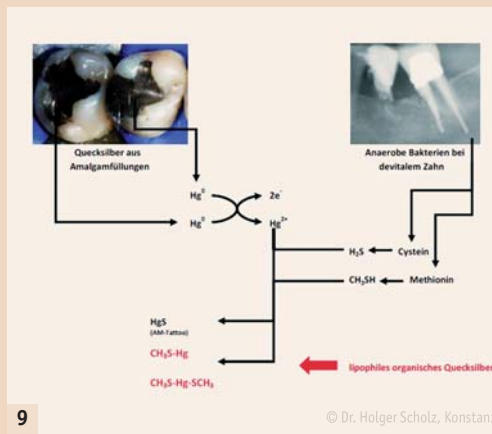 Quecksilber aus
Amalgamfüllungen
Anaerobe Bakterien bei
devitalem Zahn
Hg⁰ 2e⁻
Hg⁰ Hg²⁺
H₂S Cystein
CH₃SH Methionin
HgS
(AM-Tattoo)
CH₃S-Hg
lipophiles organisches Quecksilber
CH₃S-Hg-SCH₃
9
© Dr. Holger Scholz, Konstanz